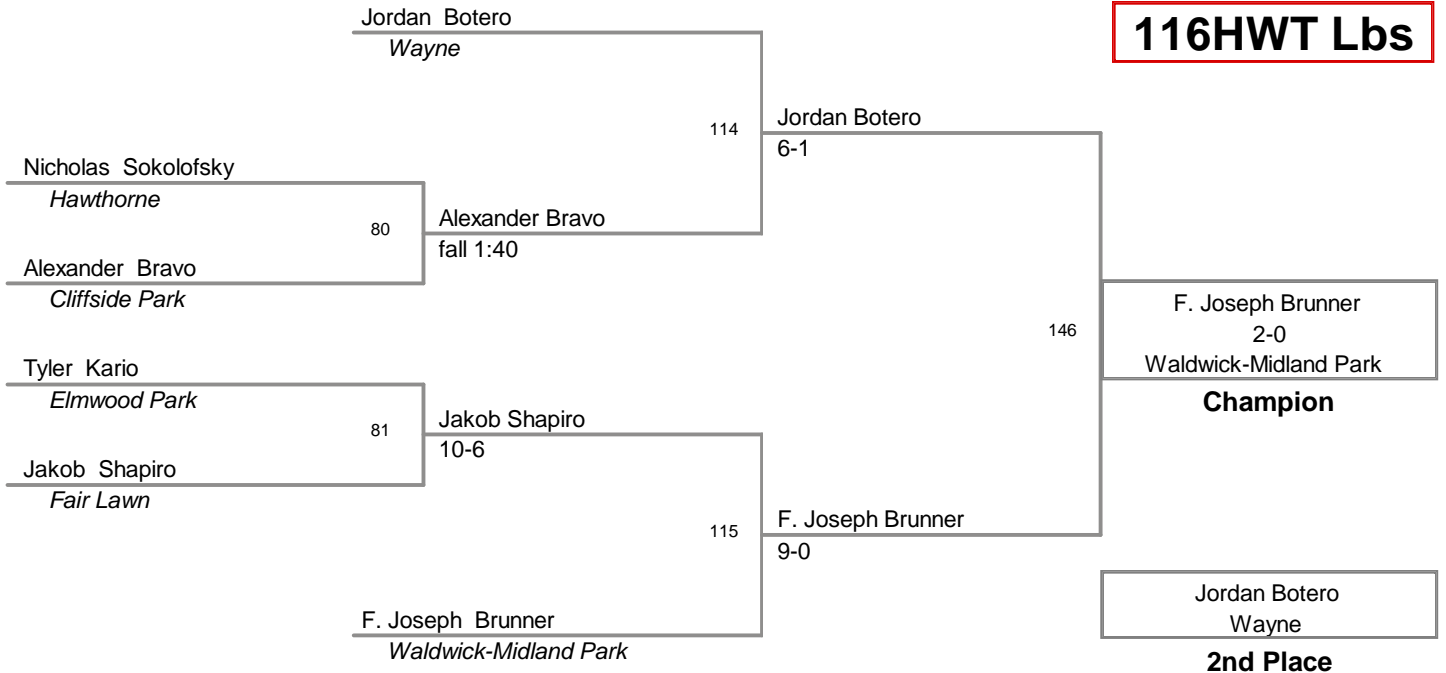 Jordan Botero
Wayne
116HWT Lbs
114
Jordan Botero
6-1
Nicholas Sokolofsky
Hawthorne
80
Alexander Bravo
fall 1:40
Alexander Bravo
Cliffside Park
146
F. Joseph Brunner
2-0
Waldwick-Midland Park
Champion
Tyler Kario
Elmwood Park
81
Jakob Shapiro
10-6
Jakob Shapiro
Fair Lawn
115
F. Joseph Brunner
9-0
F. Joseph Brunner
Waldwick-Midland Park
Jordan Botero
Wayne
2nd Place